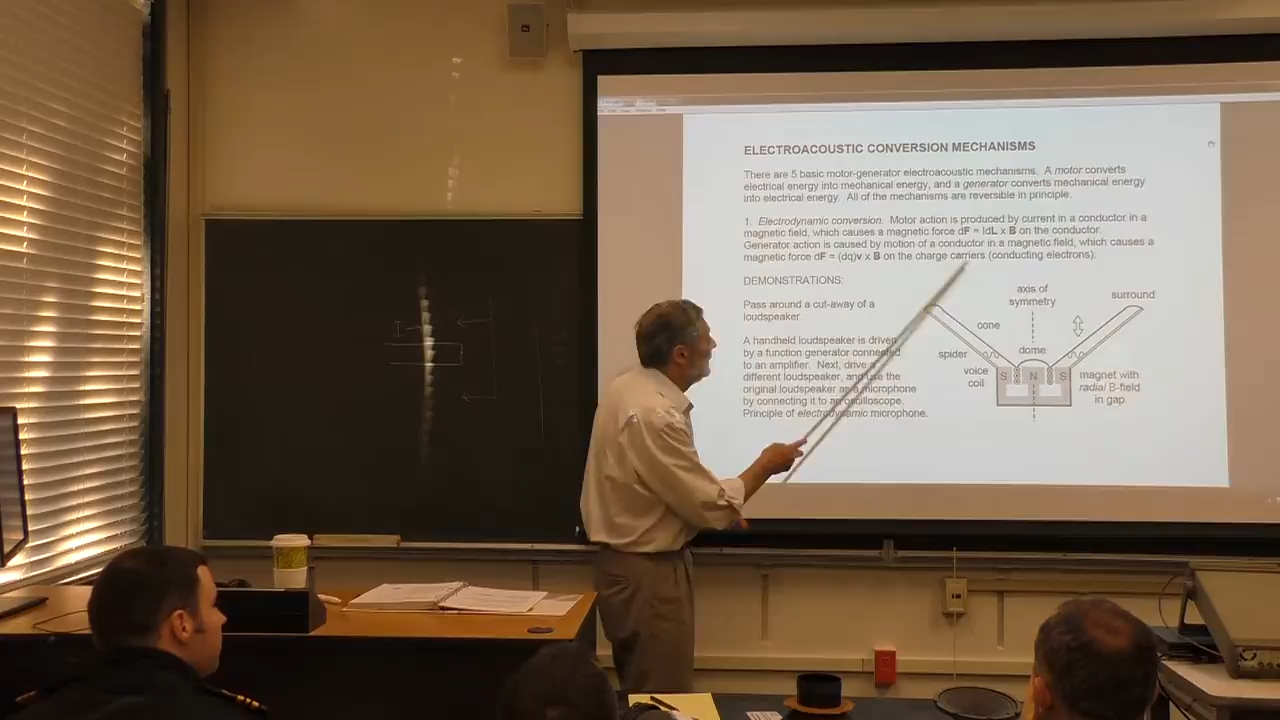 ELECTROACOUSTIC CONVERSION MECHANISMS
There are 5 basic motor-generator electroacoustic mechanisms. A motor converts
electrical energy into mechanical energy, and a generator converts mechanical energy
into electrical energy. All of the mechanisms are reversible in principle.
1. Electrodynamic conversion. Motor action is produced by current in a conductor in a
magnetic field, which causes a magnetic force dF = IdL x B on the conductor.
Generator action is caused by motion of a conductor in a magnetic field, which causes a
magnetic force dF = (dq)v x B on the charge carriers (conducting electrons).
DEMONSTRATIONS:
Pass around a cut-away of a
loudspeaker
A handheld loudspeaker is driven
by a function generator connected
to an amplifier. Next, drive a
different loudspeaker, and use the
original loudspeaker as a microphone
by connecting it to an oscilloscope.
Principle of electrodynamic microphone.
axis of
symmetry
surround
cone
spider
dome
voice
coil
S N S
magnet with
radial B-field
in gap
I